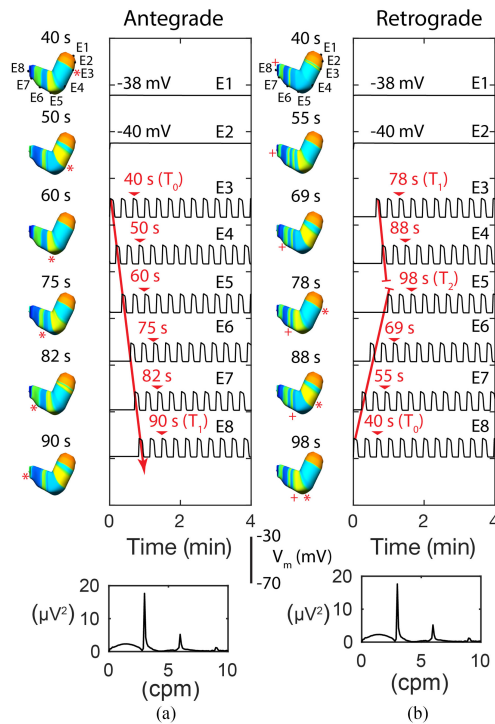 Antegrade
Retrograde
40 s
E1
E2
E8
*
E3
E7
E4
E6
E5
50 s
*
60 s
*
75 s
*
82 s
*
90 s
*
-38 mV
E1
-40 mV
E2
40 s (T0)
E3
50 s
E4
60 s
E5
75 s
E6
82 s
E7
90 s (T1)
E8
0
2
4
Time (min)
40 s
E1
+
E2
E8
E3
E7
E4
E6
E5
55 s
+
69 s
+
78 s
*
+
88 s
+ *
98 s
+ *
-38 mV
E1
-40 mV
E2
78 s (T1)
E3
88 s
E4
98 s (T2)
E5
69 s
E6
55 s
E7
40 s (T0)
E8
0
2
4
Time (min)
-30
Vm (mV)
-70
20
(μV²)
0
0
5
10
(cpm)
(a)
20
(μV²)
0
0
5
10
(cpm)
(b)